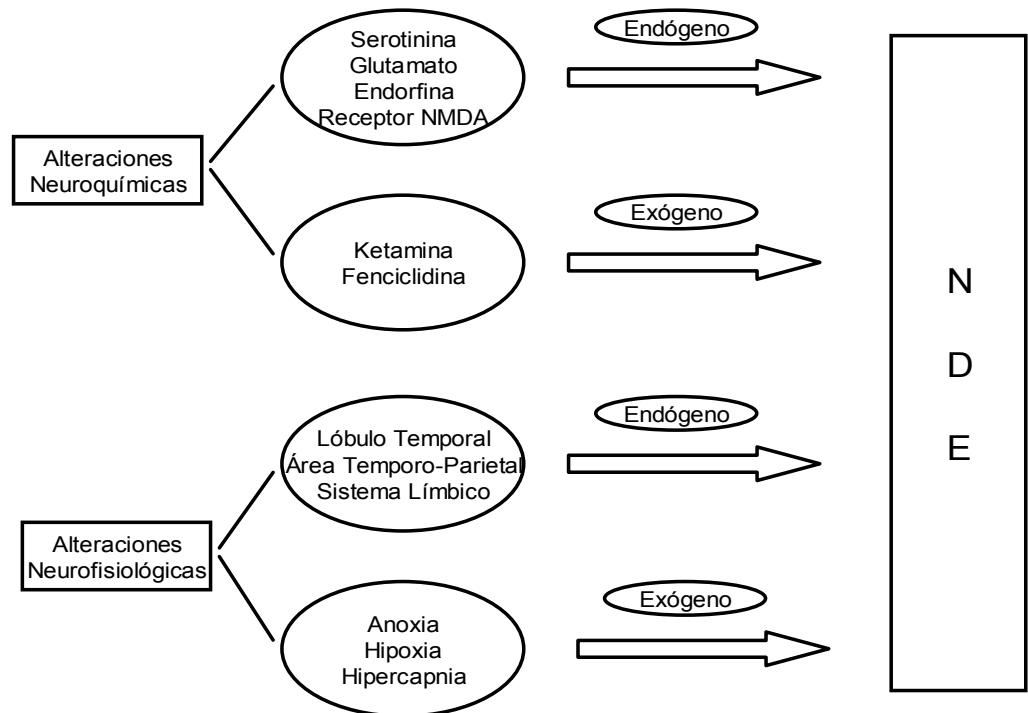 Alteraciones
Neuroquímicas
Serotinina
Glutamato
Endorfina
Receptor NMDA
Endógeno
Ketamina
Fenciclidina
Exógeno
Alteraciones
Neurofisiológicas
Lóbulo Temporal
Área Temporo-Parietal
Sistema Límbico
Endógeno
Anoxia
Hipoxia
Hipercapnia
Exógeno
N
D
E